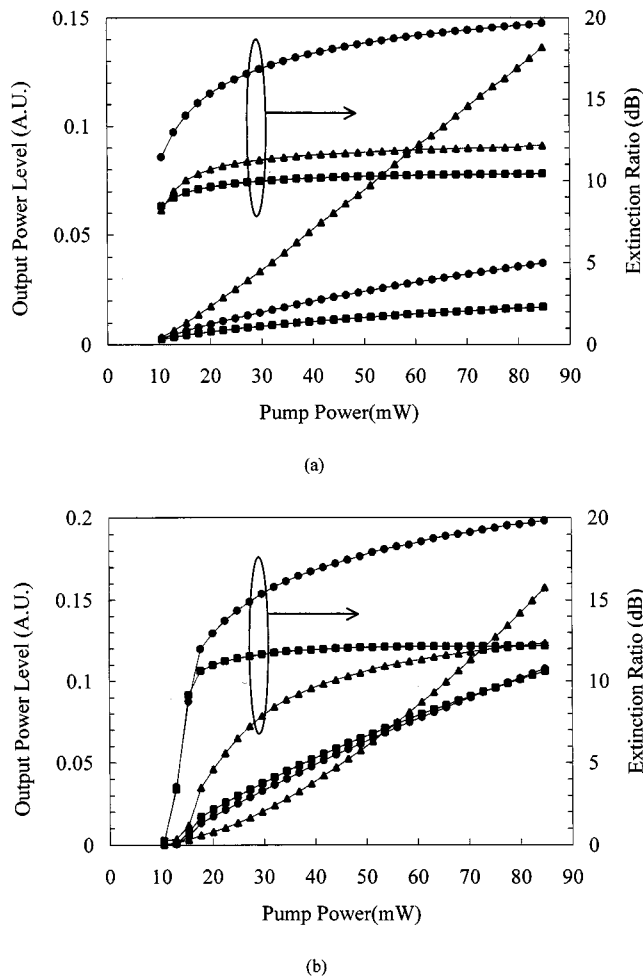 0.15
0.1
0.05
0
Output Power Level (A.U.)
20
15
10
5
0
Extinction Ratio (dB)
0 10 20 30 40 50 60 70 80 90
Pump Power(mW)
(a)
0.2
0.15
0.1
0.05
0
Output Power Level (A.U.)
20
15
10
5
0
Extinction Ratio (dB)
0 10 20 30 40 50 60 70 80 90
Pump Power(mW)
(b)